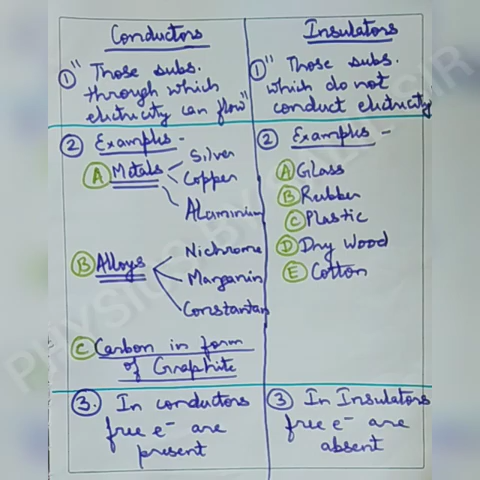 Conductors
① " Those subs.
through which
elictricity can flow"
② Examples -
Ⓐ Metals
Silver
Copper
Aluminium
Ⓑ Alloys
Nichrome
Manganin
Constantan
Ⓒ Carbon in form
of Graphite
③. In conductors
free e⁻ are
present
Insulators
① " Those subs.
which do not
conduct elictricity
② Examples -
Ⓐ Glass
Ⓑ Rubber
Ⓒ Plastic
Ⓓ Dry Wood
Ⓔ Cotton
③ In Insulators
free e⁻ are
absent